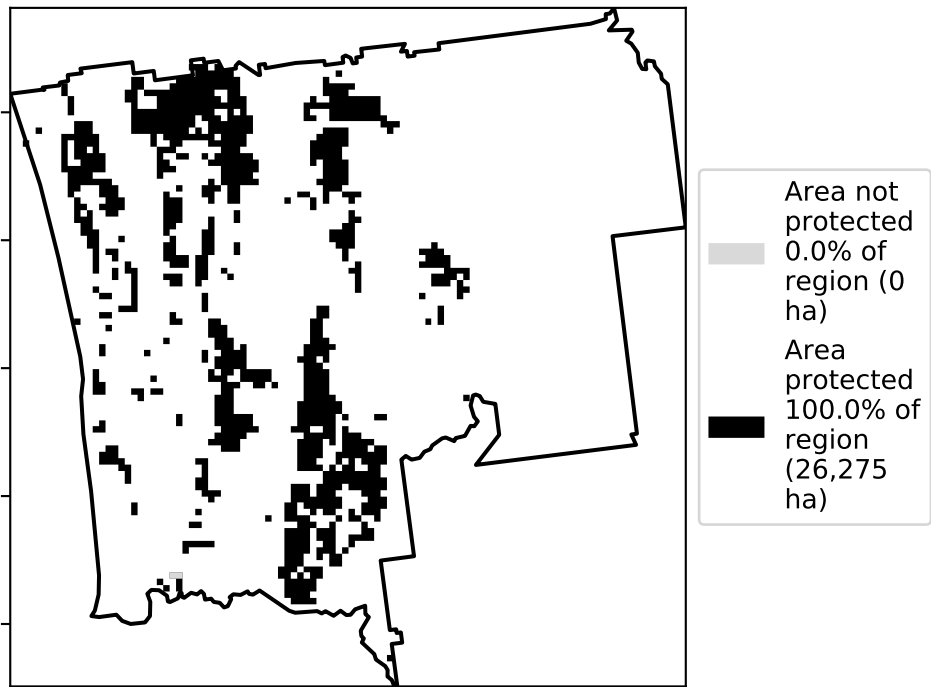 Area not
protected
0.0% of
region (0
ha)
Area
protected
100.0% of
region
(26,275
ha)